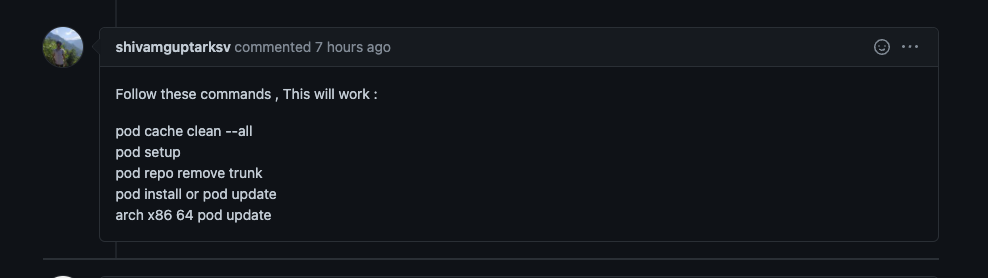 shivamguptarksv commented 7 hours ago
Follow these commands , This will work :
pod cache clean --all
pod setup
pod repo remove trunk
pod install or pod update
arch x86 64 pod update